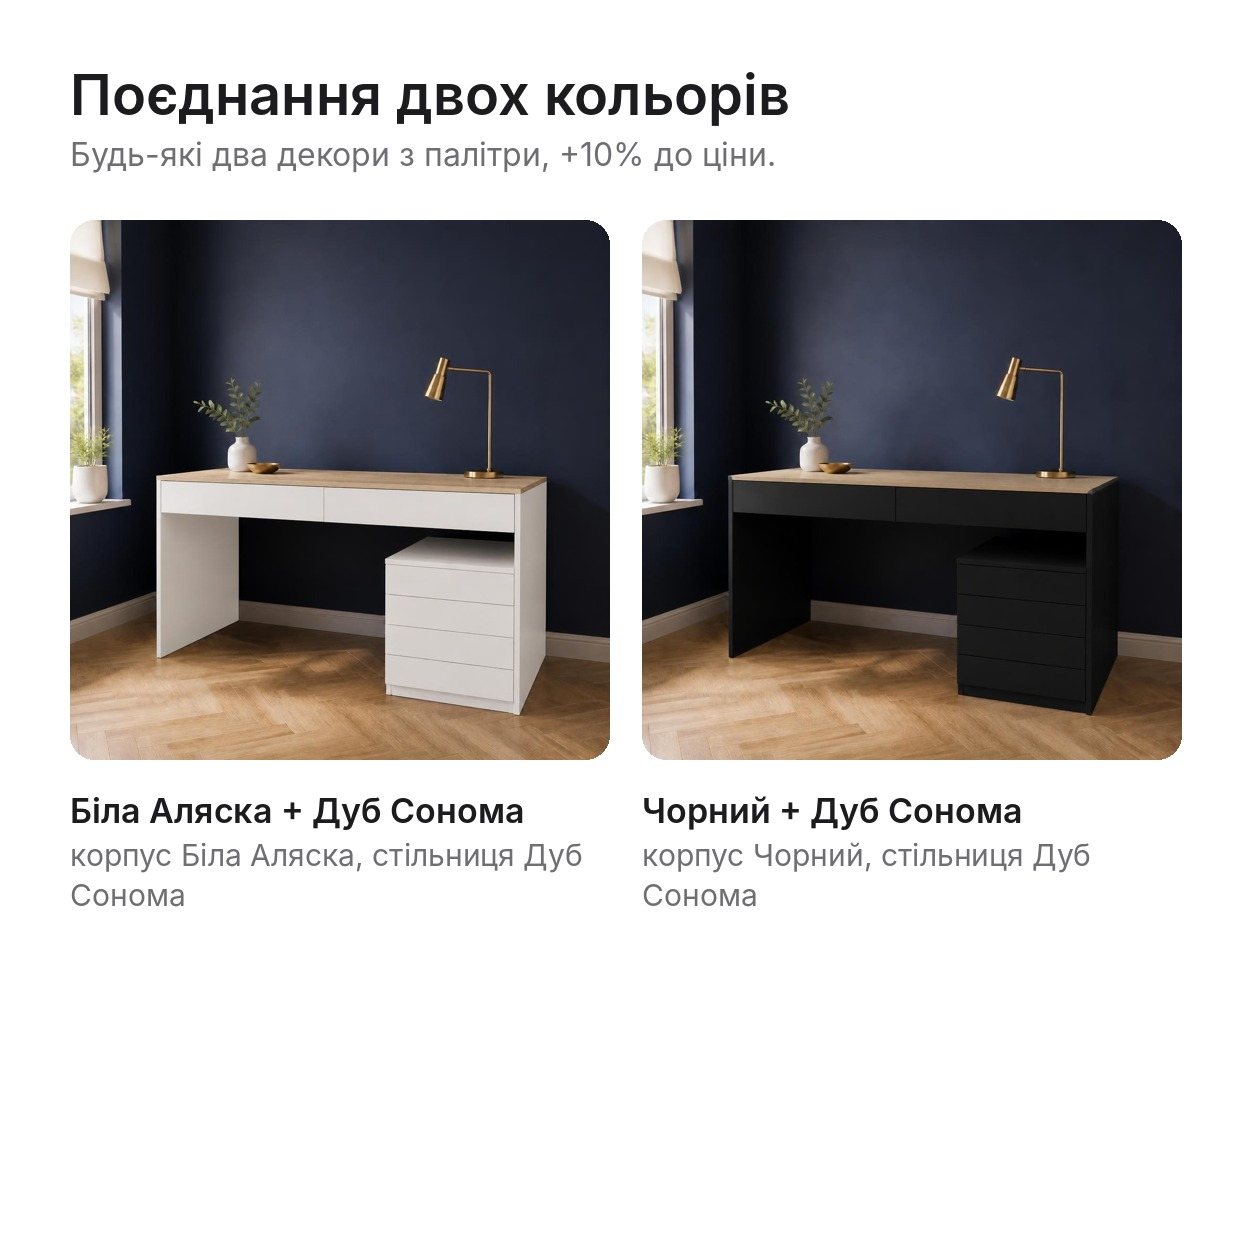 Поєднання двох кольорів
Будь-які два декори з палітри, +10% до ціни.
Біла Аляска + Дуб Сонома
корпус Біла Аляска, стільниця Дуб
Сонома
Чорний + Дуб Сонома
корпус Чорний, стільниця Дуб
Сонома